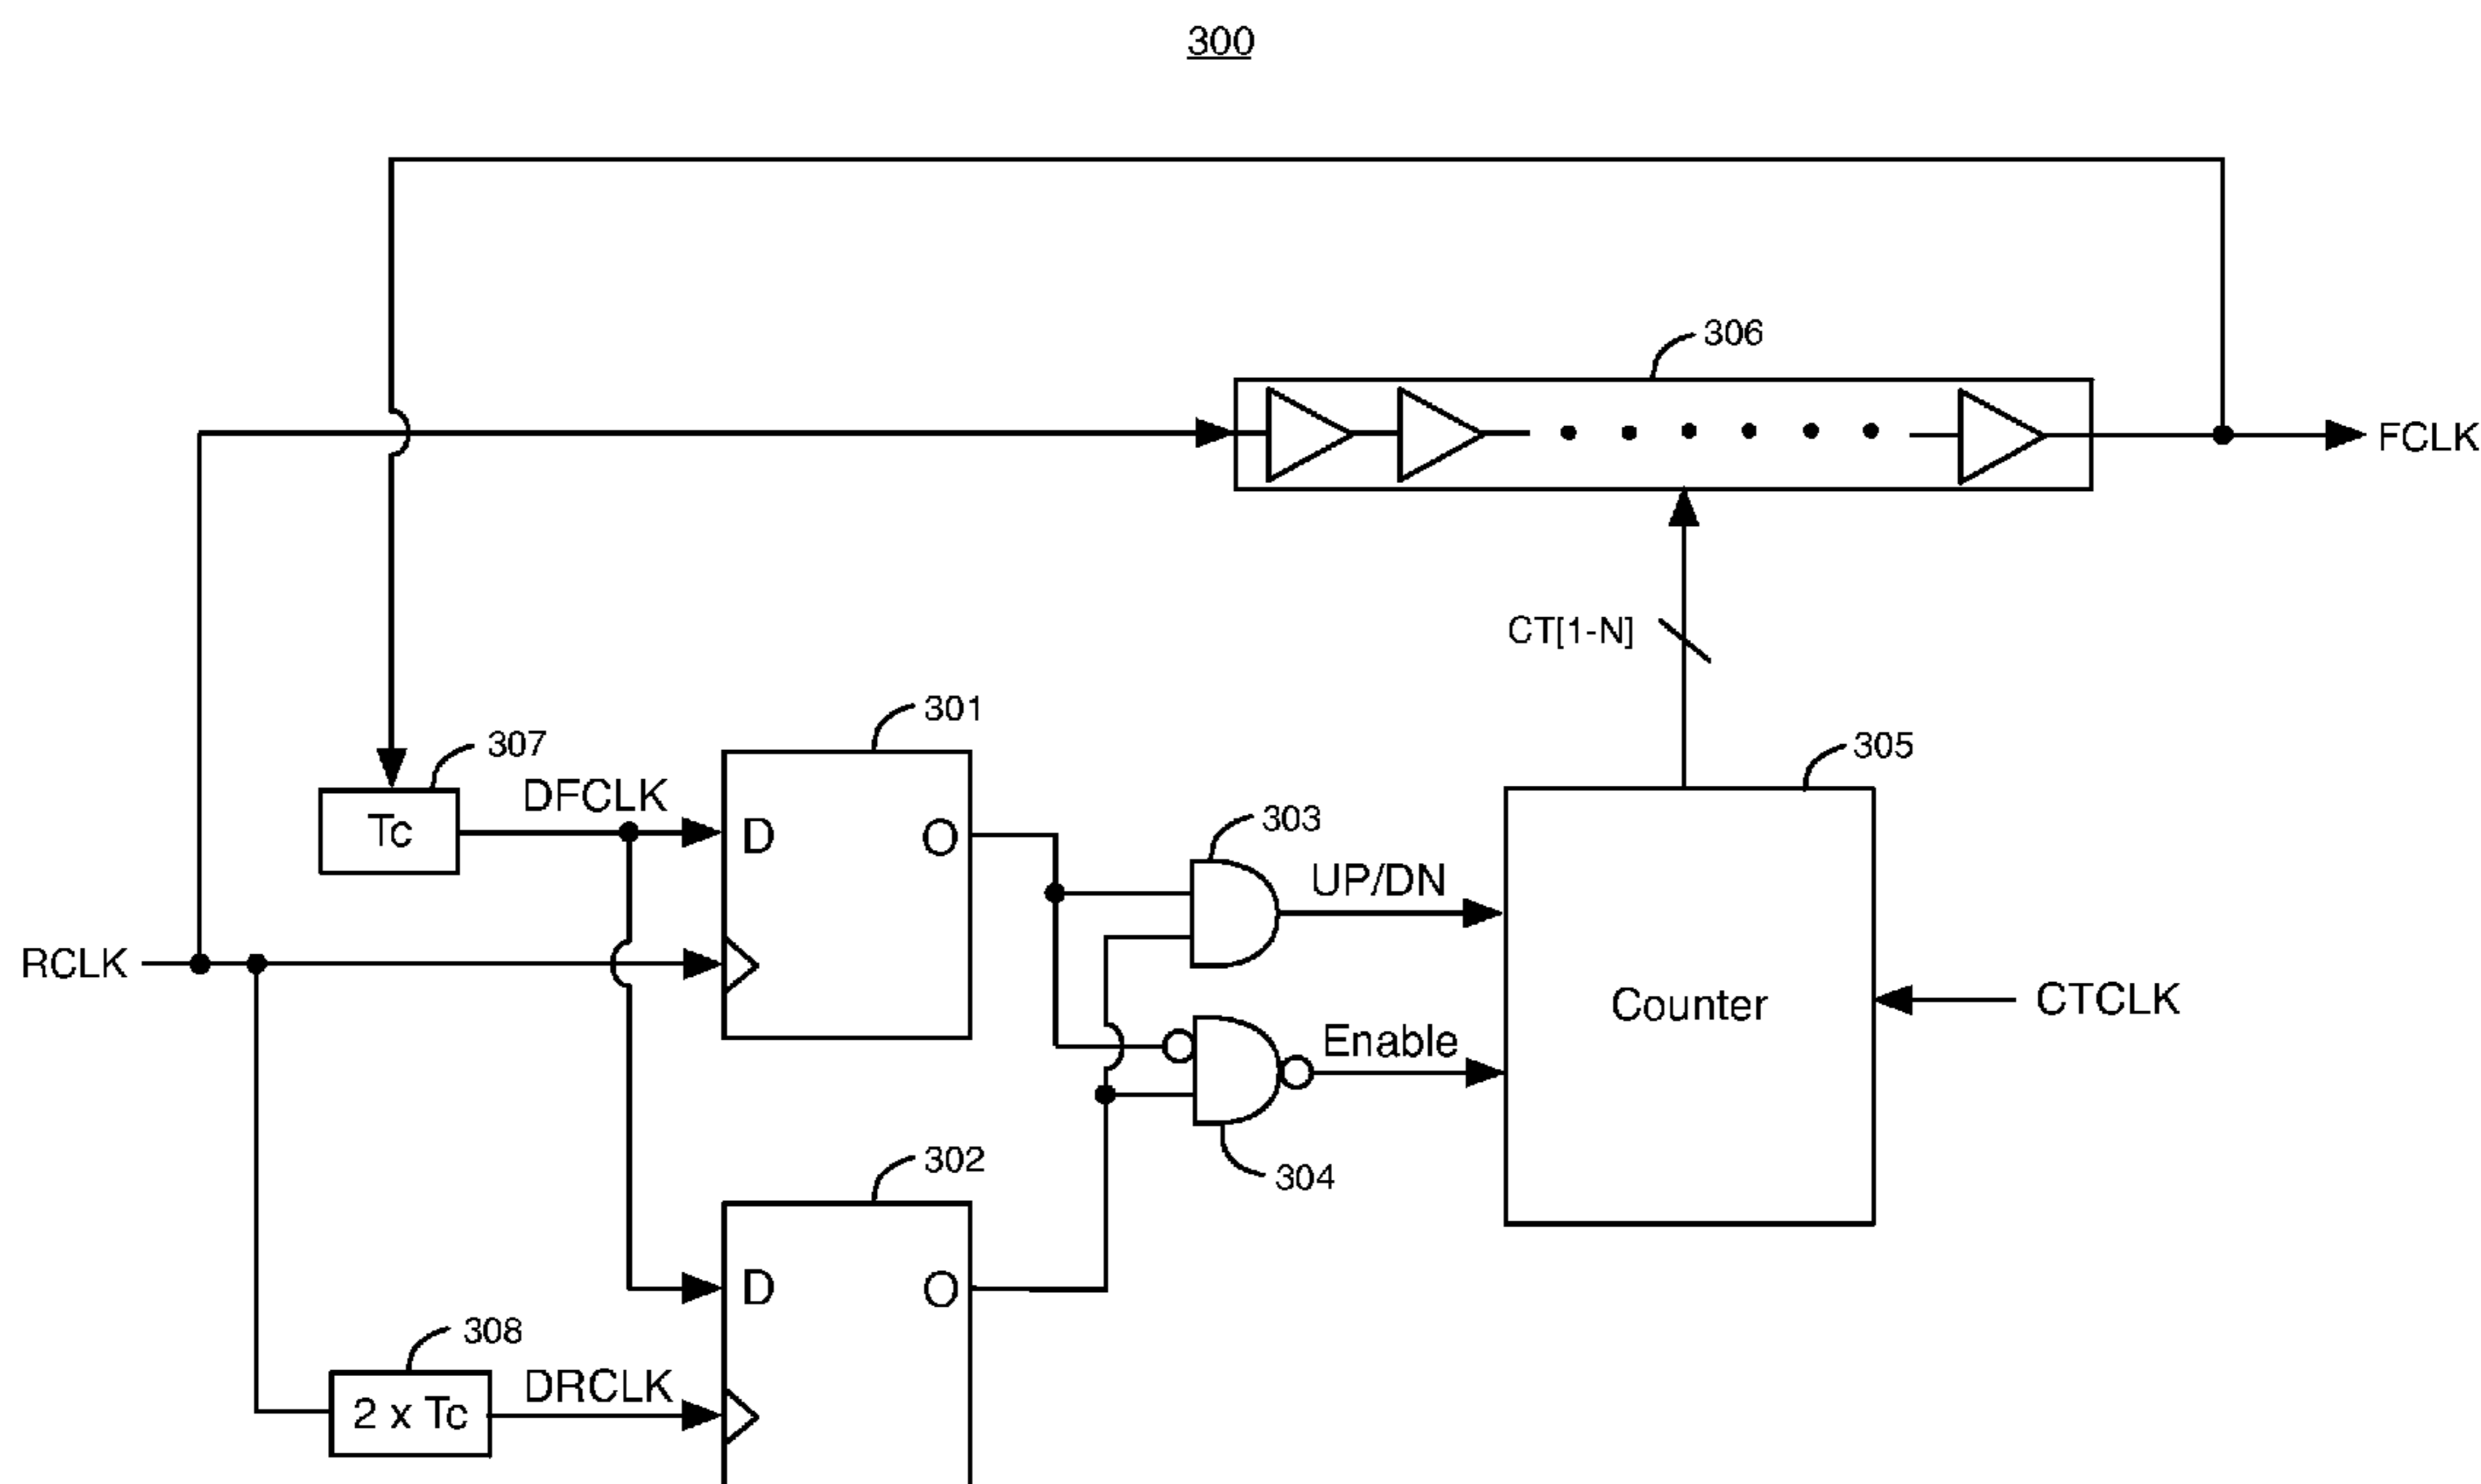 300
306
FCLK
CT[1-N]
301
307
305
DFCLK
Tc
D
O
303
UP/DN
RCLK
Counter
CTCLK
Enable
302
304
D
O
308
DRCLK
2 x Tc